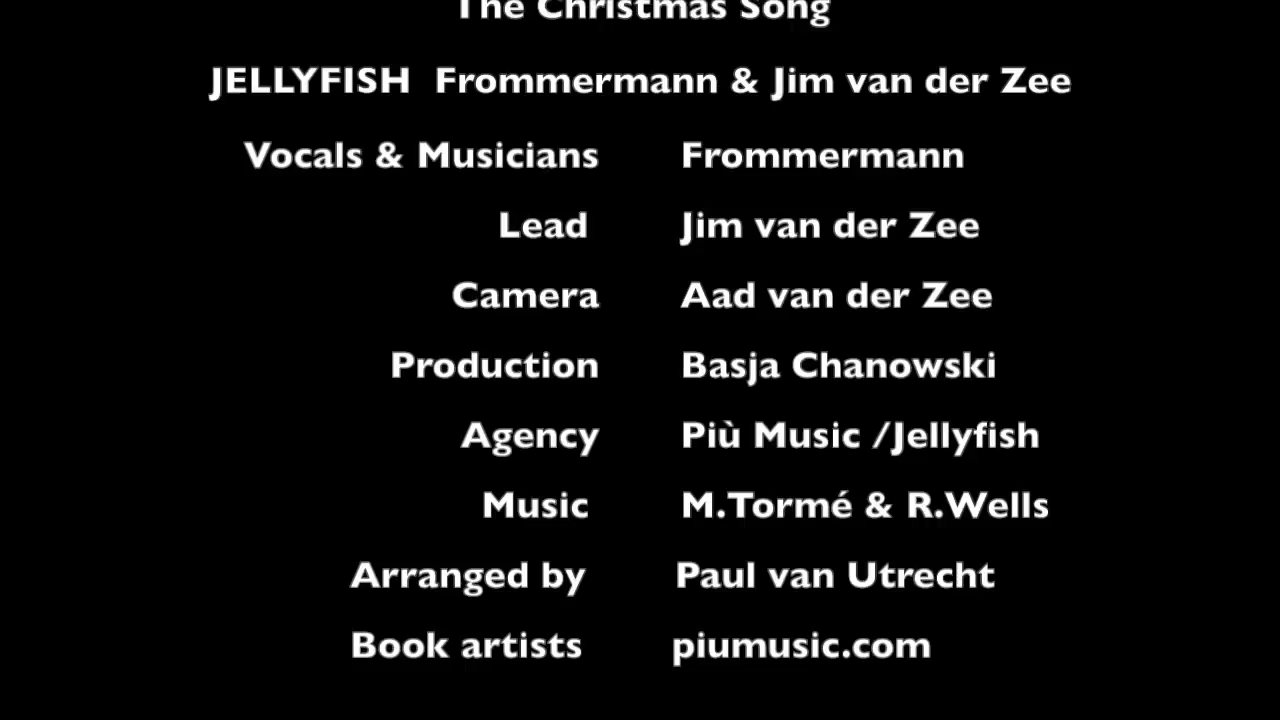 The Christmas Song
JELLYFISH Frommermann & Jim van der Zee
Vocals & Musicians Frommermann
Lead Jim van der Zee
Camera Aad van der Zee
Production Basja Chanowski
Agency Più Music /Jellyfish
Music M.Tormé & R.Wells
Arranged by Paul van Utrecht
Book artists piumusic.com